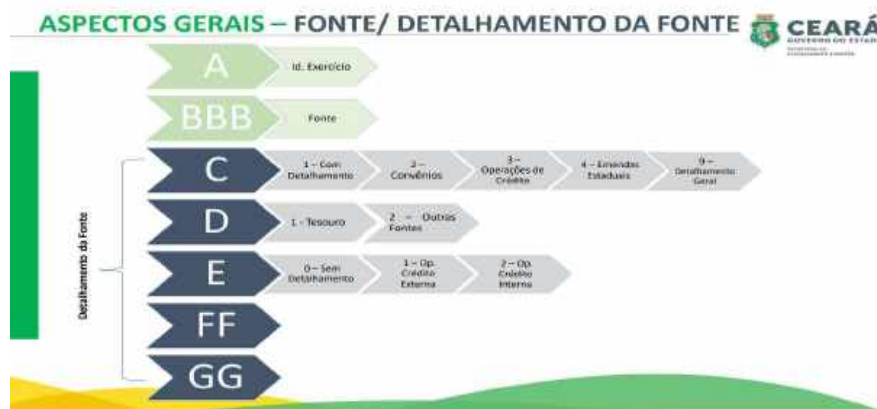 ASPECTOS GERAIS – FONTE/ DETALHAMENTO DA FONTE
CEARÁ
GOVERNO DO ESTADO
A
Id. Exercício
BBB
Fonte
C
1 – Com
Detalhamento
2 –
Convênios
3 –
Operações de
Crédito
4 – Emendas
Estaduais
9 –
Detalhamento
Geral
D
1 - Tesouro
2 – Outras
Fontes
E
0 – Sem
Detalhamento
1 – Op.
Crédito
Externa
2 – Op.
Crédito
Interna
FF
GG
Detalhamento da Fonte